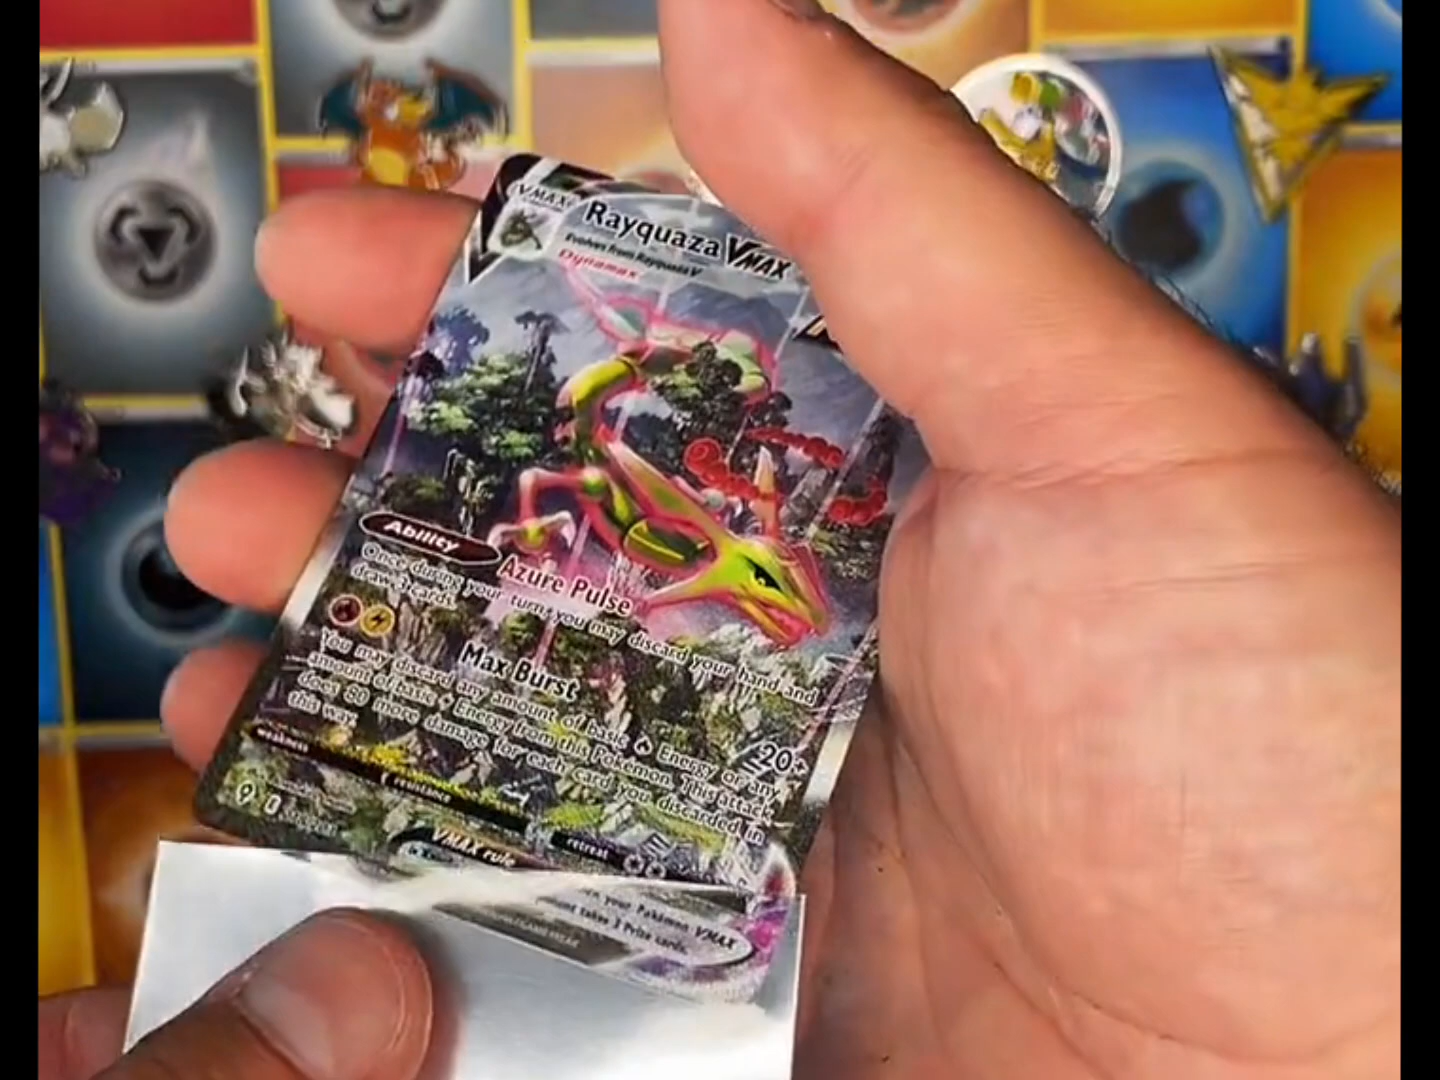 VMAX
Rayquaza VMAX
Evolves from Rayquaza V
Dynamax
Ability
Azure Pulse
Once during your turn, you may discard your hand and
draw 3 cards.
Max Burst
20+
You may discard any amount of basic Energy or any
amount of basic Energy from this Pokémon. This attack
does 80 more damage for each card you discarded in
this way.
weakness
resistance
retreat
VMAX rule
your Pokémon VMAX
takes 3 Prize cards.